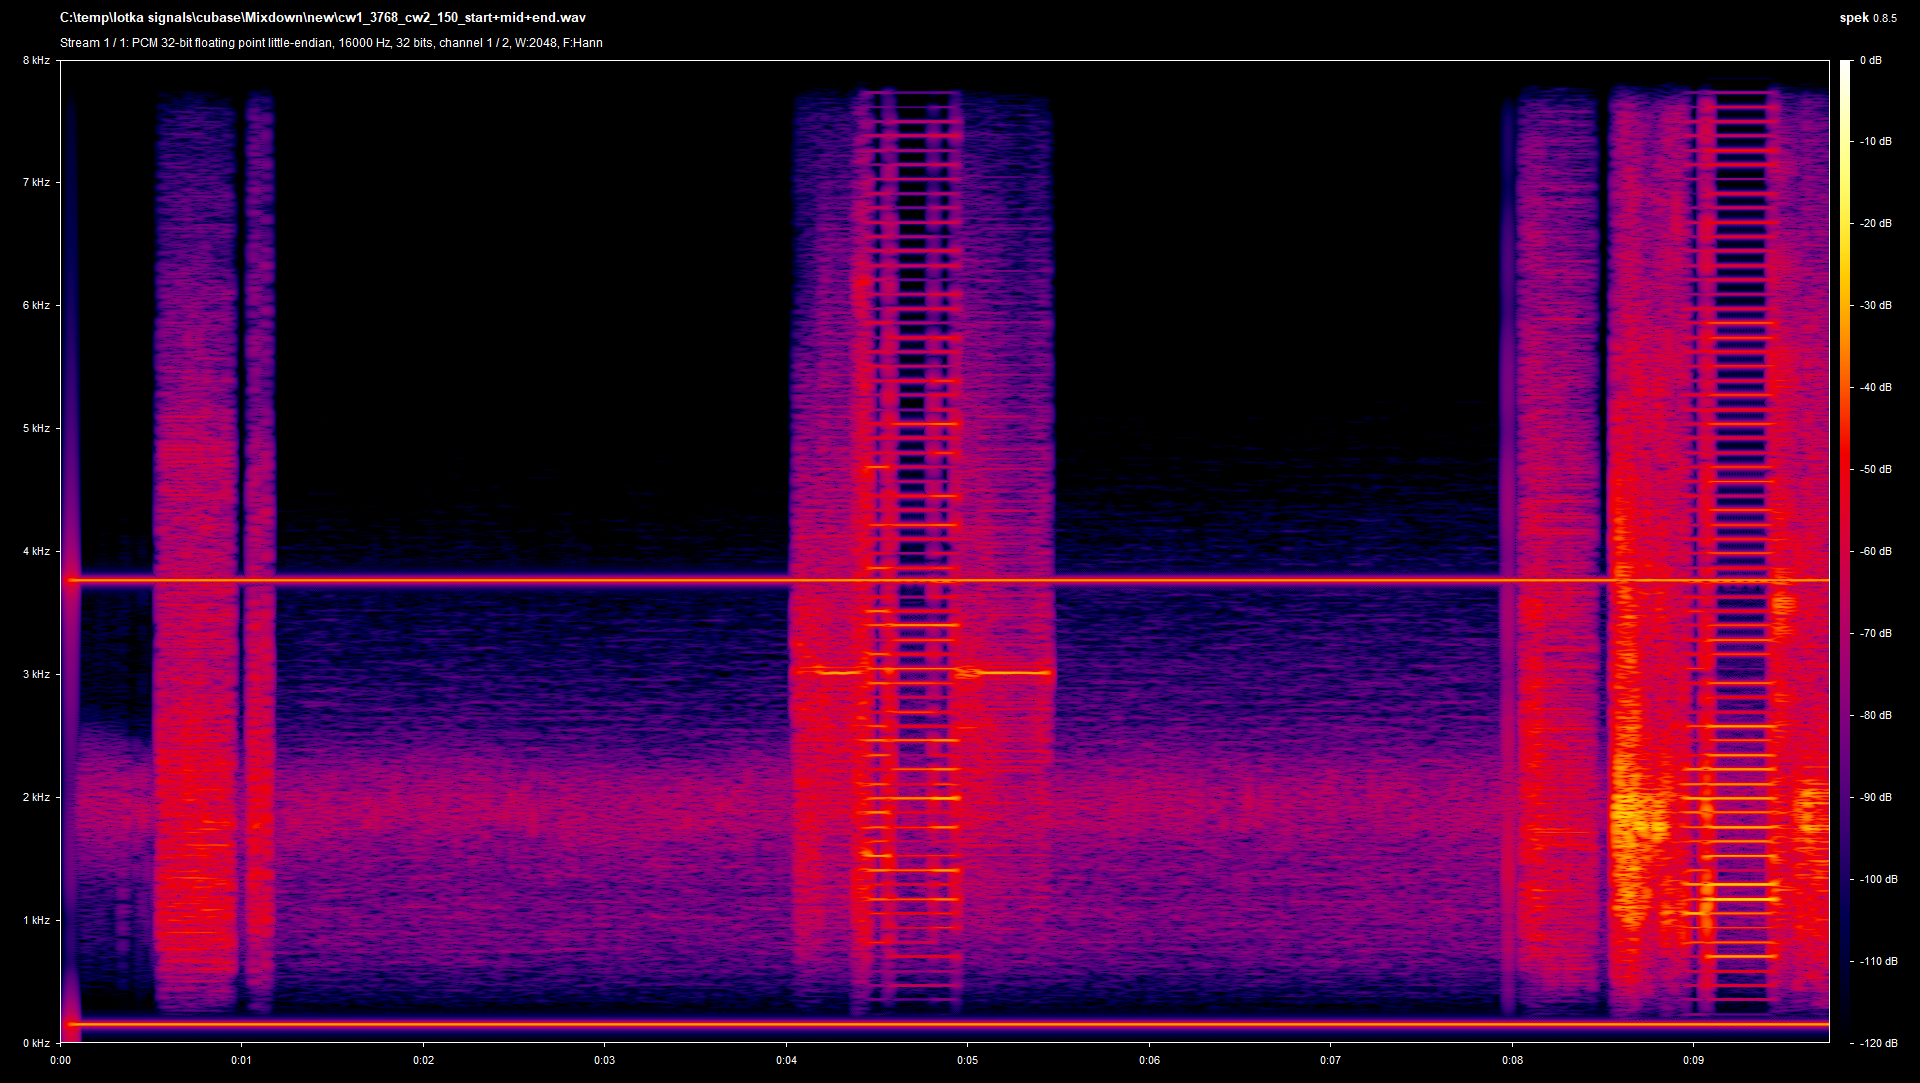 C:\temp\lotka signals\cubase\Mixdown\new\cw1_3768_cw2_150_start+mid+end.wav
spek 0.8.5
Stream 1 / 1: PCM 32-bit floating point little-endian, 16000 Hz, 32 bits, channel 1 / 2, W:2048, F:Hann
8 kHz
7 kHz
6 kHz
5 kHz
4 kHz
3 kHz
2 kHz
1 kHz
0 kHz
0 dB
-10 dB
-20 dB
-30 dB
-40 dB
-50 dB
-60 dB
-70 dB
-80 dB
-90 dB
-100 dB
-110 dB
-120 dB
0:00 0:01 0:02 0:03 0:04 0:05 0:06 0:07 0:08 0:09